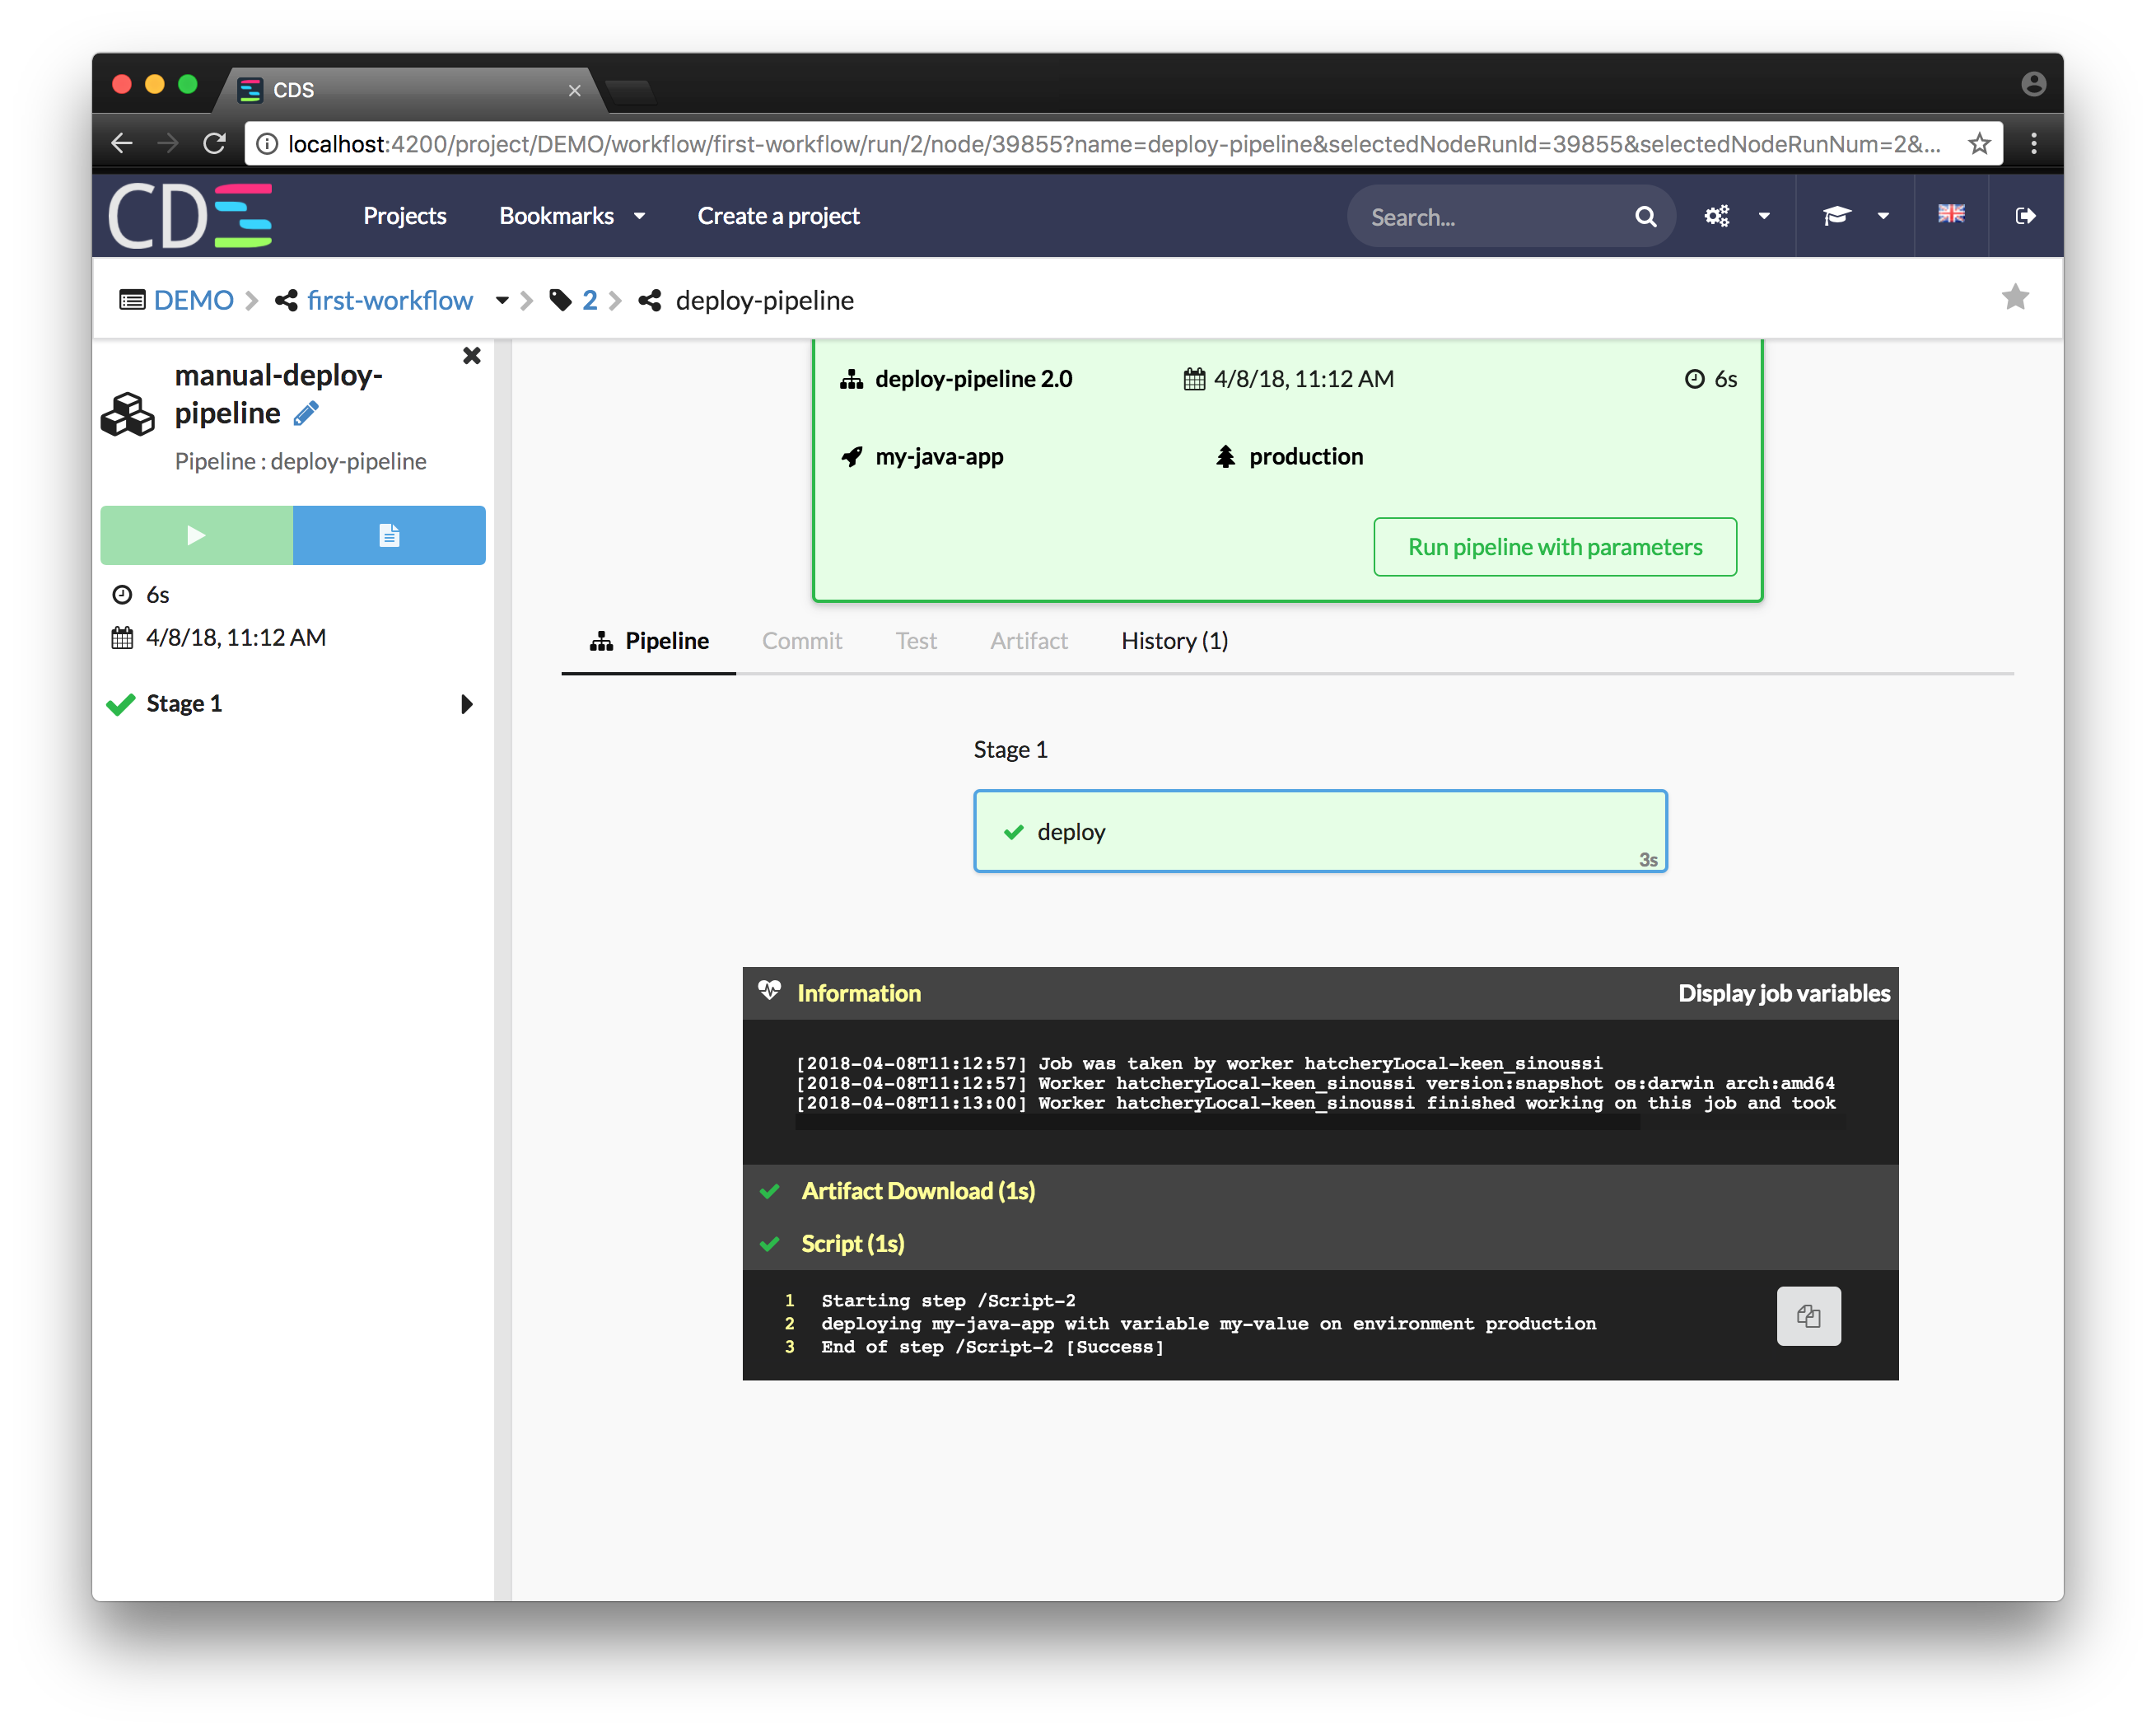 CDS
localhost:4200/project/DEMO/workflow/first-workflow/run/2/node/39855?name=deploy-pipeline&selectedNodeRunId=39855&selectedNodeRunNum=2&...
CDS
Projects
Bookmarks
Create a project
Search...
DEMO
first-workflow
2
deploy-pipeline
manual-deploy-
pipeline
Pipeline : deploy-pipeline
6s
4/8/18, 11:12 AM
Stage 1
deploy-pipeline 2.0
4/8/18, 11:12 AM
6s
my-java-app
production
Run pipeline with parameters
Pipeline
Commit
Test
Artifact
History (1)
Stage 1
deploy
3s
Information
Display job variables
[2018-04-08T11:12:57] Job was taken by worker hatcheryLocal-keen_sinoussi
[2018-04-08T11:12:57] Worker hatcheryLocal-keen_sinoussi version:snapshot os:darwin arch:amd64
[2018-04-08T11:13:00] Worker hatcheryLocal-keen_sinoussi finished working on this job and took
Artifact Download (1s)
Script (1s)
1 Starting step /Script-2
2 deploying my-java-app with variable my-value on environment production
3 End of step /Script-2 [Success]